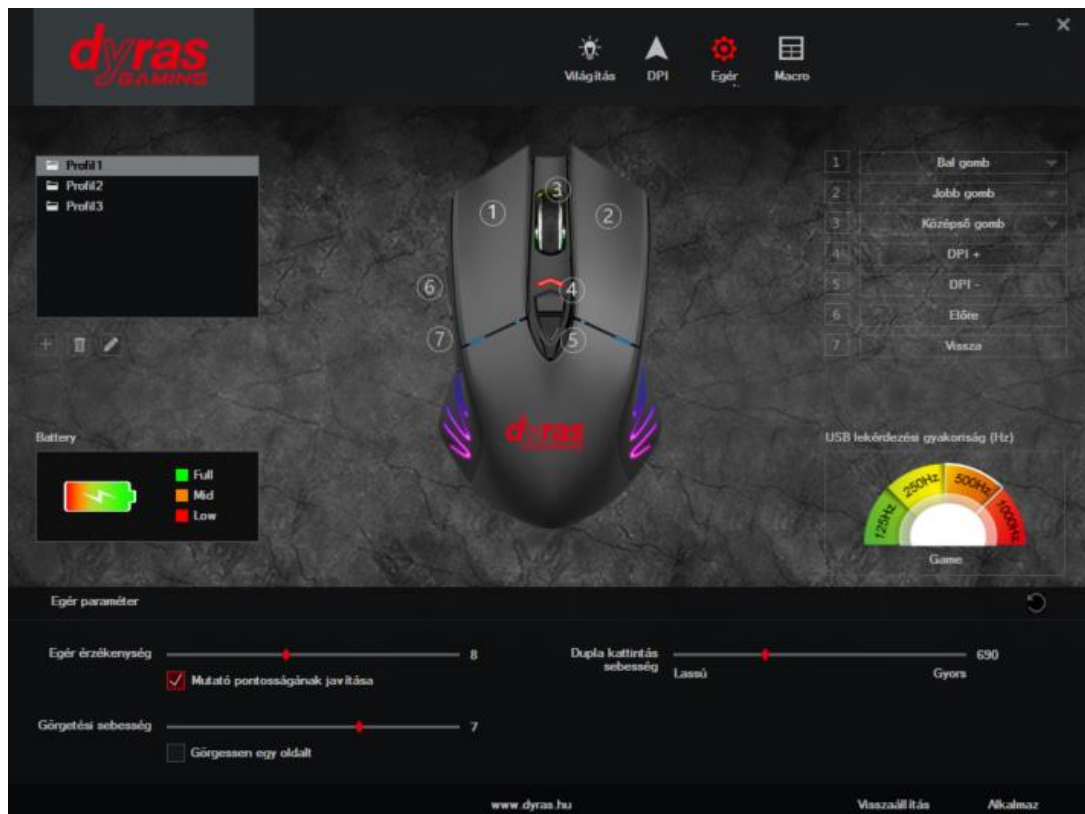 dyras
GAMING
Világítás DPI Egér Macro
Profil1
Profil2
Profil3
1 Bal gomb
2 Jobb gomb
3 Középső gomb
4 DPI +
5 DPI -
6 Előre
7 Vissza
3
1
2
6
4
7
5
dyras
Battery
Full
Mid
Low
USB lekérdezési gyakoriság (Hz)
125Hz 250Hz 500Hz 1000Hz
Game
Egér paraméter
Egér érzékenység 8
Mutató pontosságának javítása
Görgetési sebesség 7
Görgessen egy oldalt
Dupla kattintás
sebesség
690
Lassú Gyors
www.dyras.hu Visszaállítás Alkalmaz